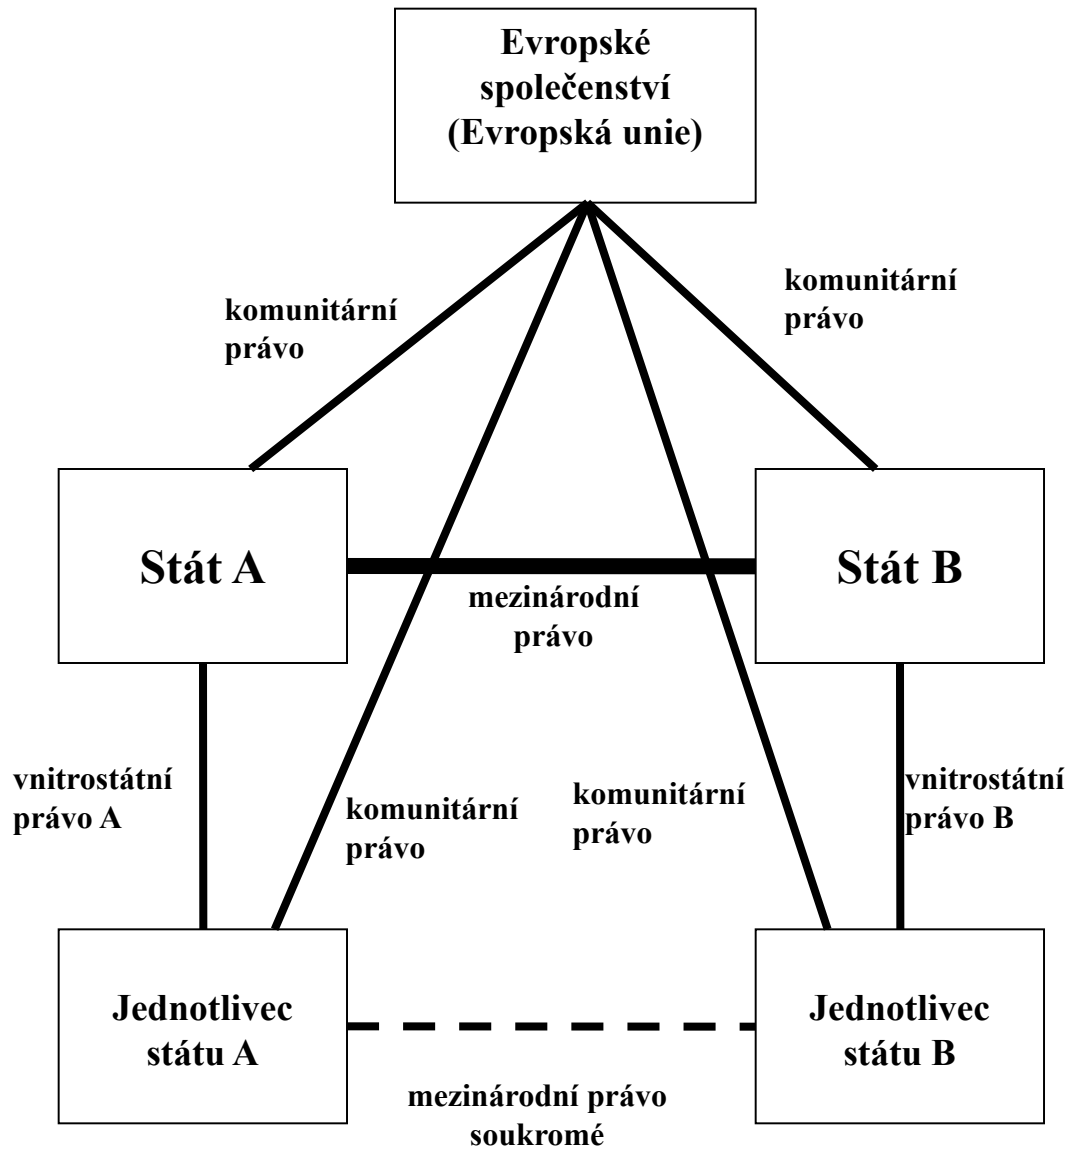 Evropské
společenství
(Evropská unie)
komunitární
právo
komunitární
právo
Stát A
Stát B
mezinárodní
právo
vnitrostátní
právo A
komunitární
právo
komunitární
právo
vnitrostátní
právo B
Jednotlivec
státu A
Jednotlivec
státu B
mezinárodní právo
soukromé